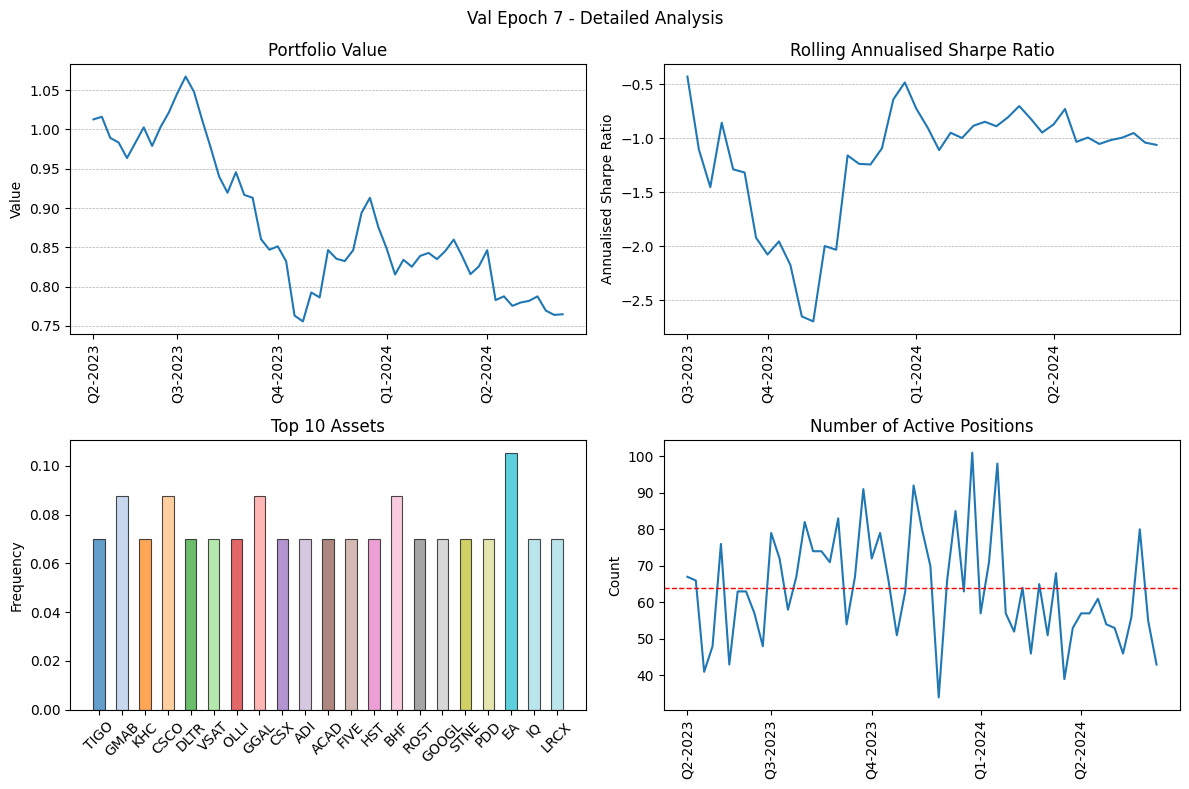 Val Epoch 7 - Detailed Analysis
Portfolio Value
Value
1.05
1.00
0.95
0.90
0.85
0.80
0.75
Q2-2023
Q3-2023
Q4-2023
Q1-2024
Q2-2024
Rolling Annualised Sharpe Ratio
Annualised Sharpe Ratio
−0.5
−1.0
−1.5
−2.0
−2.5
Q3-2023
Q4-2023
Q1-2024
Q2-2024
Top 10 Assets
Frequency
0.10
0.08
0.06
0.04
0.02
0.00
TIGO
GMAB
KHC
CSCO
DLTR
VSAT
OLLI
GGAL
CSX
ADI
ACAD
FIVE
HST
BHF
ROST
GOOGL
STNE
PDD
EA
IQ
LRCX
Number of Active Positions
Count
100
90
80
70
60
50
40
Q2-2023
Q3-2023
Q4-2023
Q1-2024
Q2-2024